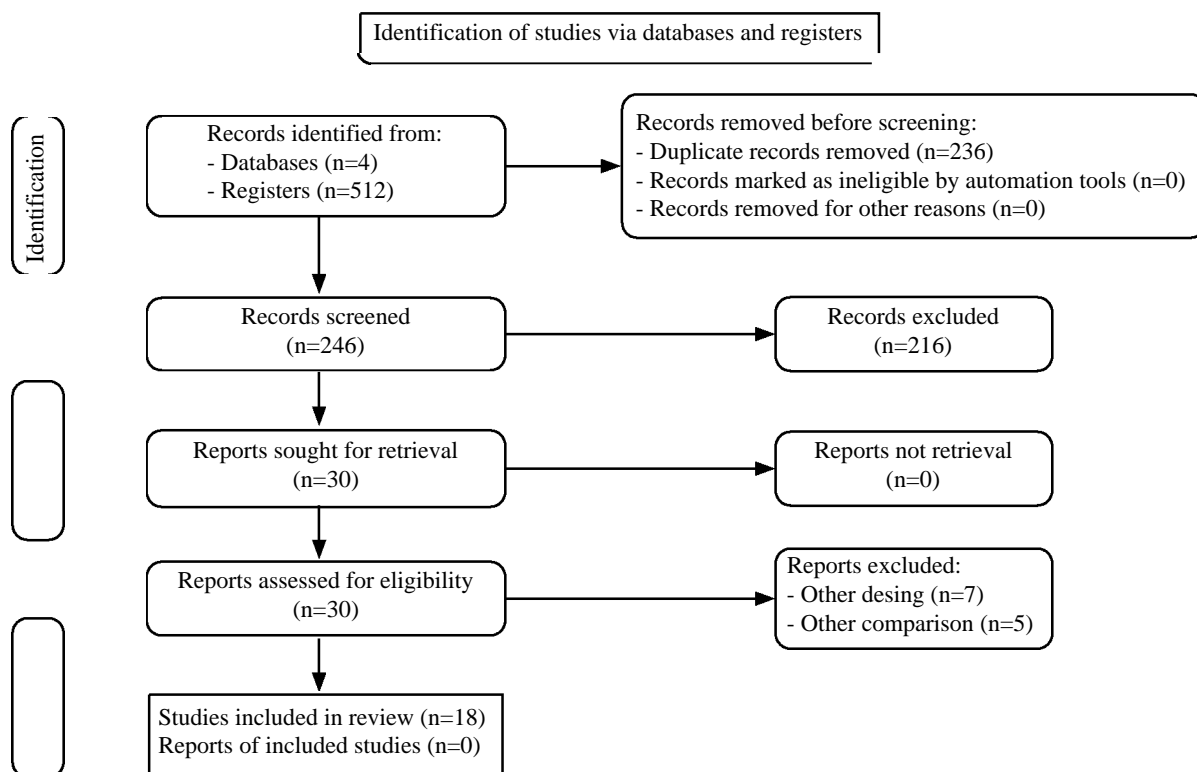 Identification of studies via databases and registers
Identification
Records identified from:
- Databases (n=4)
- Registers (n=512)
Records removed before screening:
- Duplicate records removed (n=236)
- Records marked as ineligible by automation tools (n=0)
- Records removed for other reasons (n=0)
Records screened
(n=246)
Records excluded
(n=216)
Reports sought for retrieval
(n=30)
Reports not retrieval
(n=0)
Reports assessed for eligibility
(n=30)
Reports excluded:
- Other desing (n=7)
- Other comparison (n=5)
Studies included in review (n=18)
Reports of included studies (n=0)